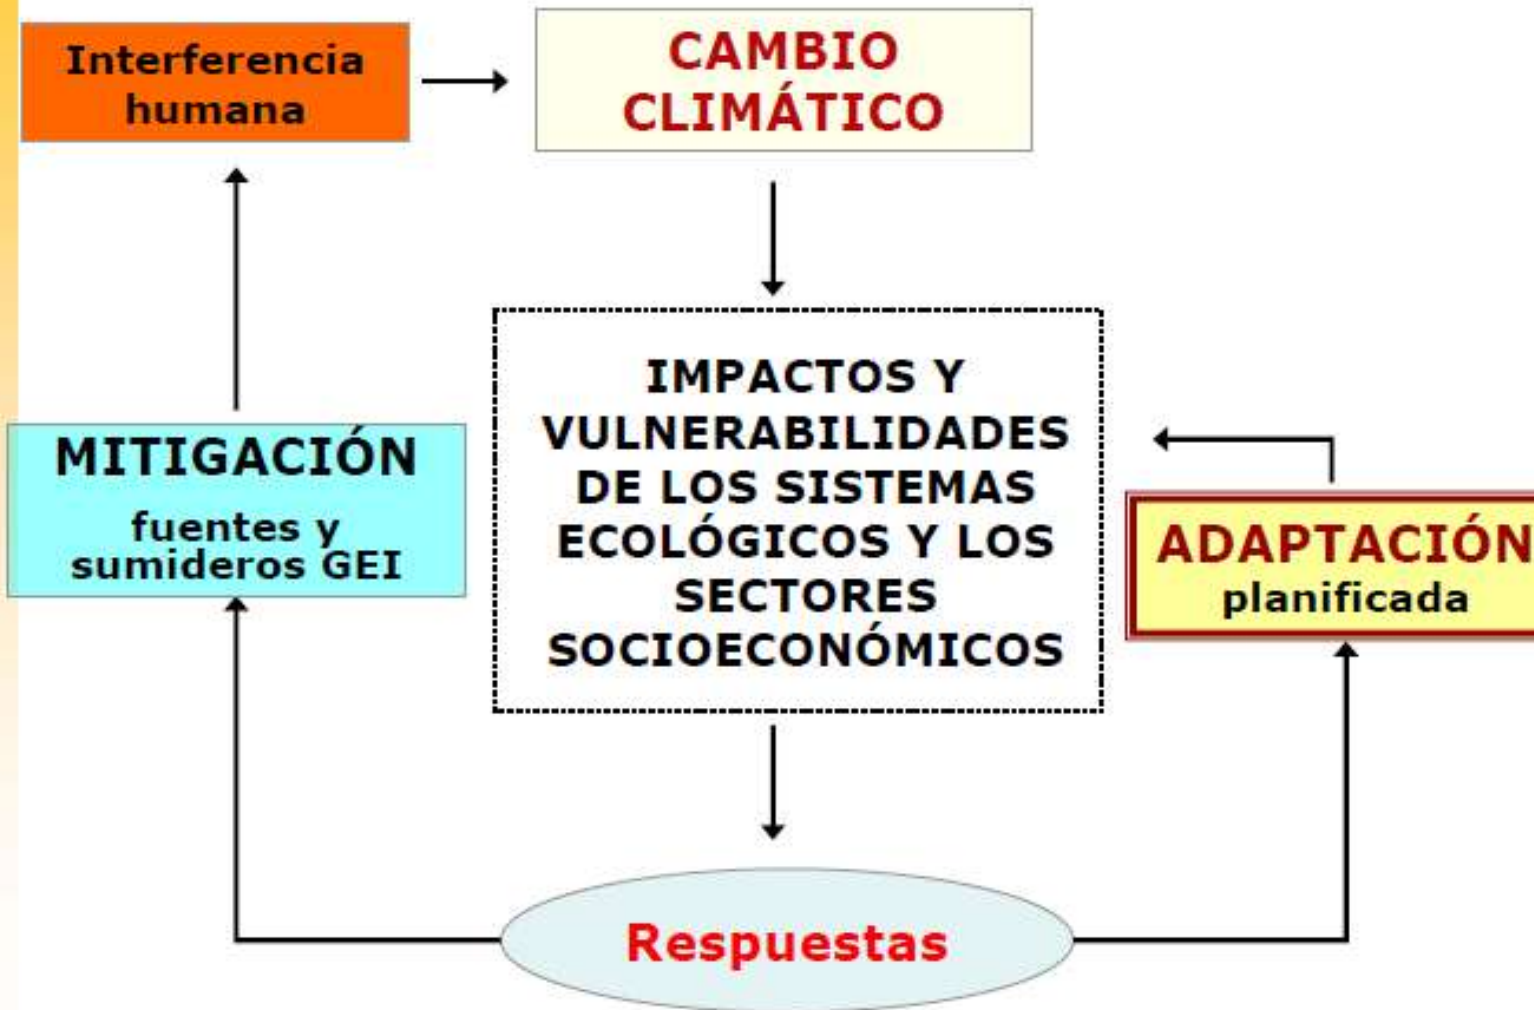 Interferencia
humana
CAMBIO
CLIMÁTICO
IMPACTOS Y
VULNERABILIDADES
DE LOS SISTEMAS
ECOLÓGICOS Y LOS
SECTORES
SOCIOECONÓMICOS
MITIGACIÓN
fuentes y
sumideros GEI
ADAPTACIÓN
planificada
Respuestas